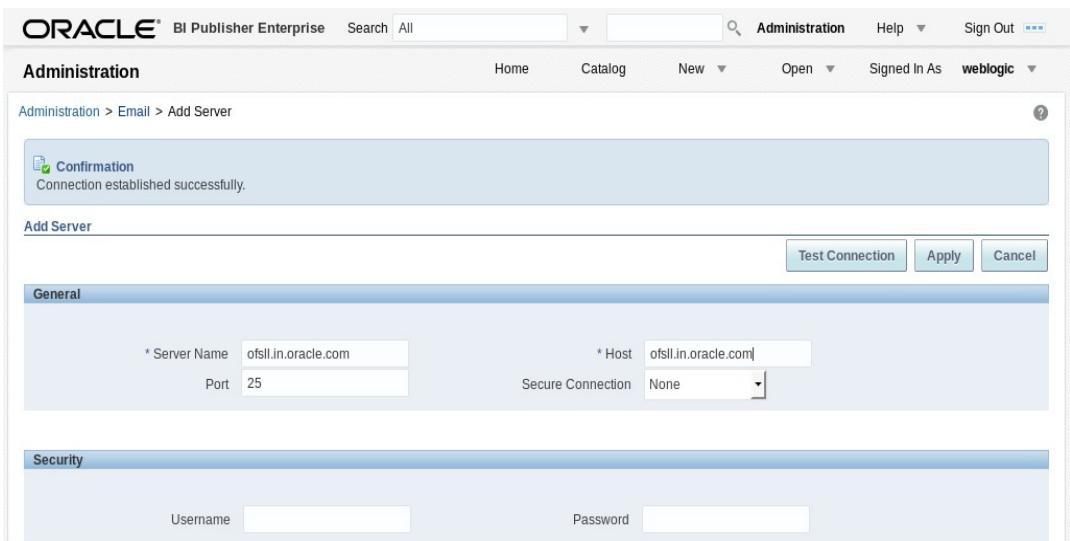 ORACLE BI Publisher Enterprise Search All Administration Help Sign Out
Administration Home Catalog New Open Signed In As weblogic
Administration > Email > Add Server ?
Confirmation
Connection established successfully.
Add Server
Test Connection Apply Cancel
General
* Server Name ofsll.in.oracle.com * Host ofsll.in.oracle.com
Port 25 Secure Connection None
Security
Username Password